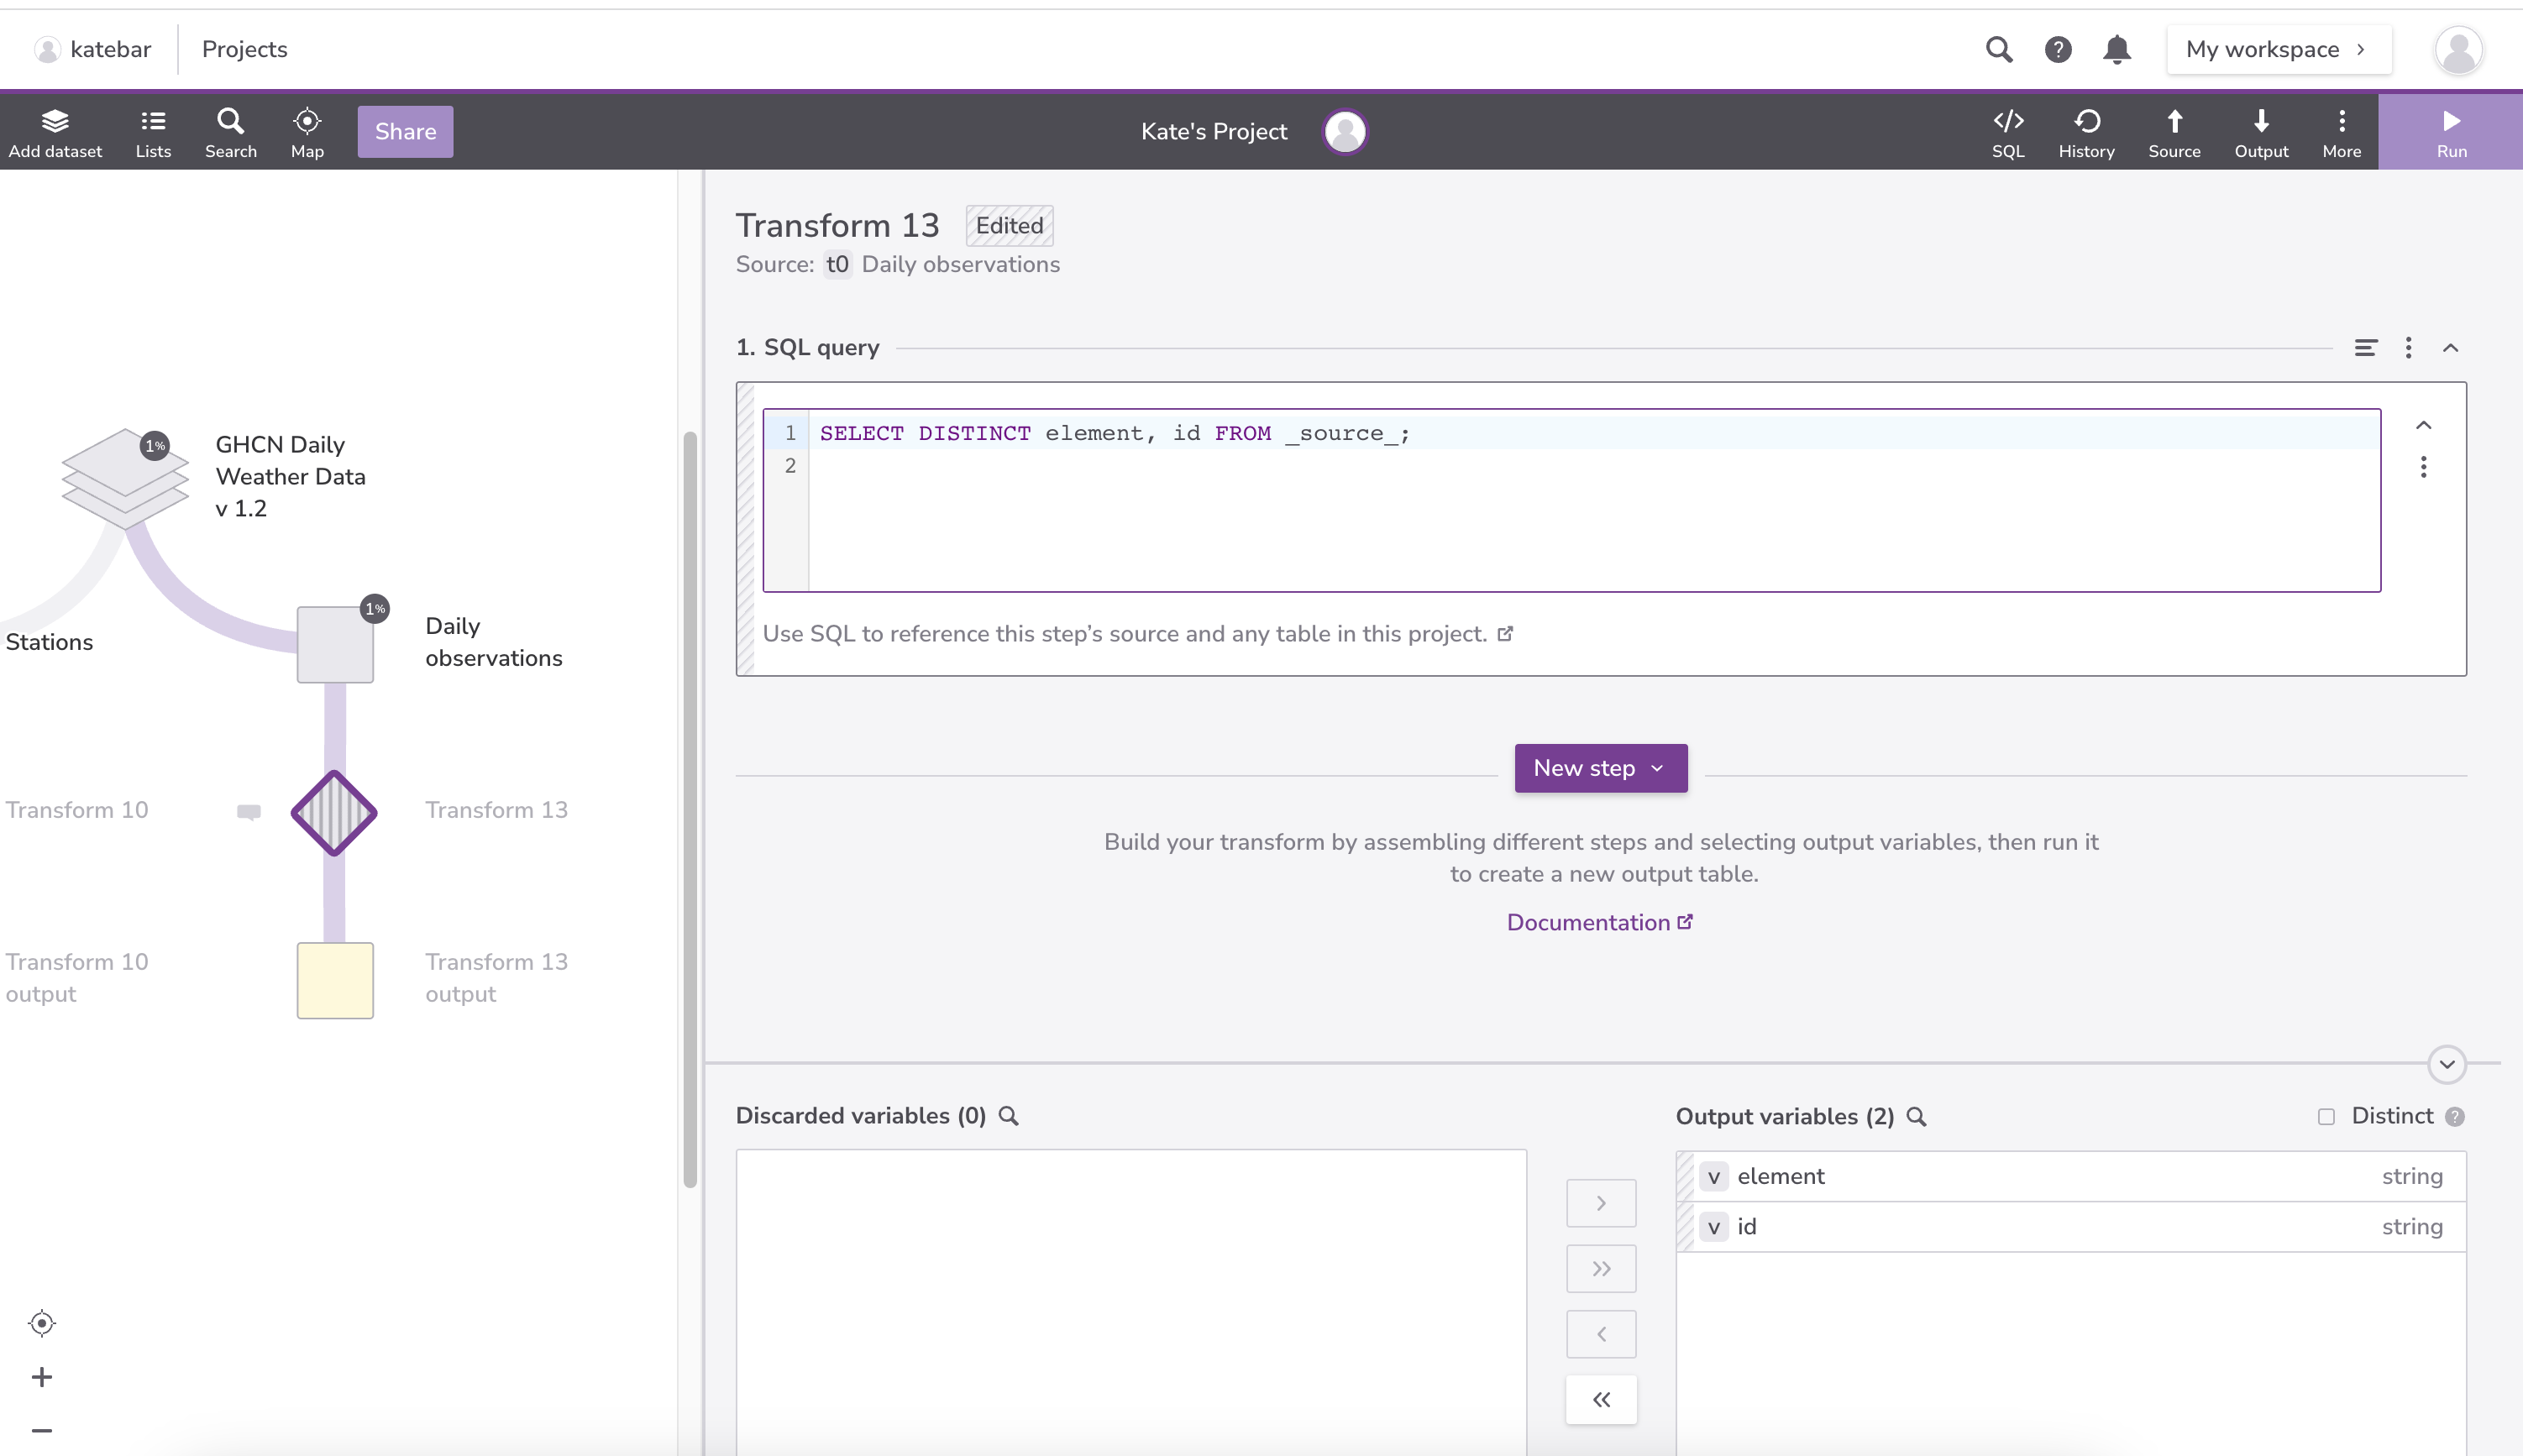 katebar
Projects
My workspace
Add dataset
Lists
Search
Map
Share
Kate's Project
SQL
History
Source
Output
More
Run
1%
GHCN Daily
Weather Data
v 1.2
Stations
1%
Daily
observations
Transform 10
Transform 13
Transform 10
output
Transform 13
output
Transform 13
Edited
Source: t0 Daily observations
1. SQL query
1 SELECT DISTINCT element, id FROM _source_;
2
Use SQL to reference this step’s source and any table in this project.
New step
Build your transform by assembling different steps and selecting output variables, then run it
to create a new output table.
Documentation
Discarded variables (0)
Output variables (2)
Distinct ?
v element string
v id string